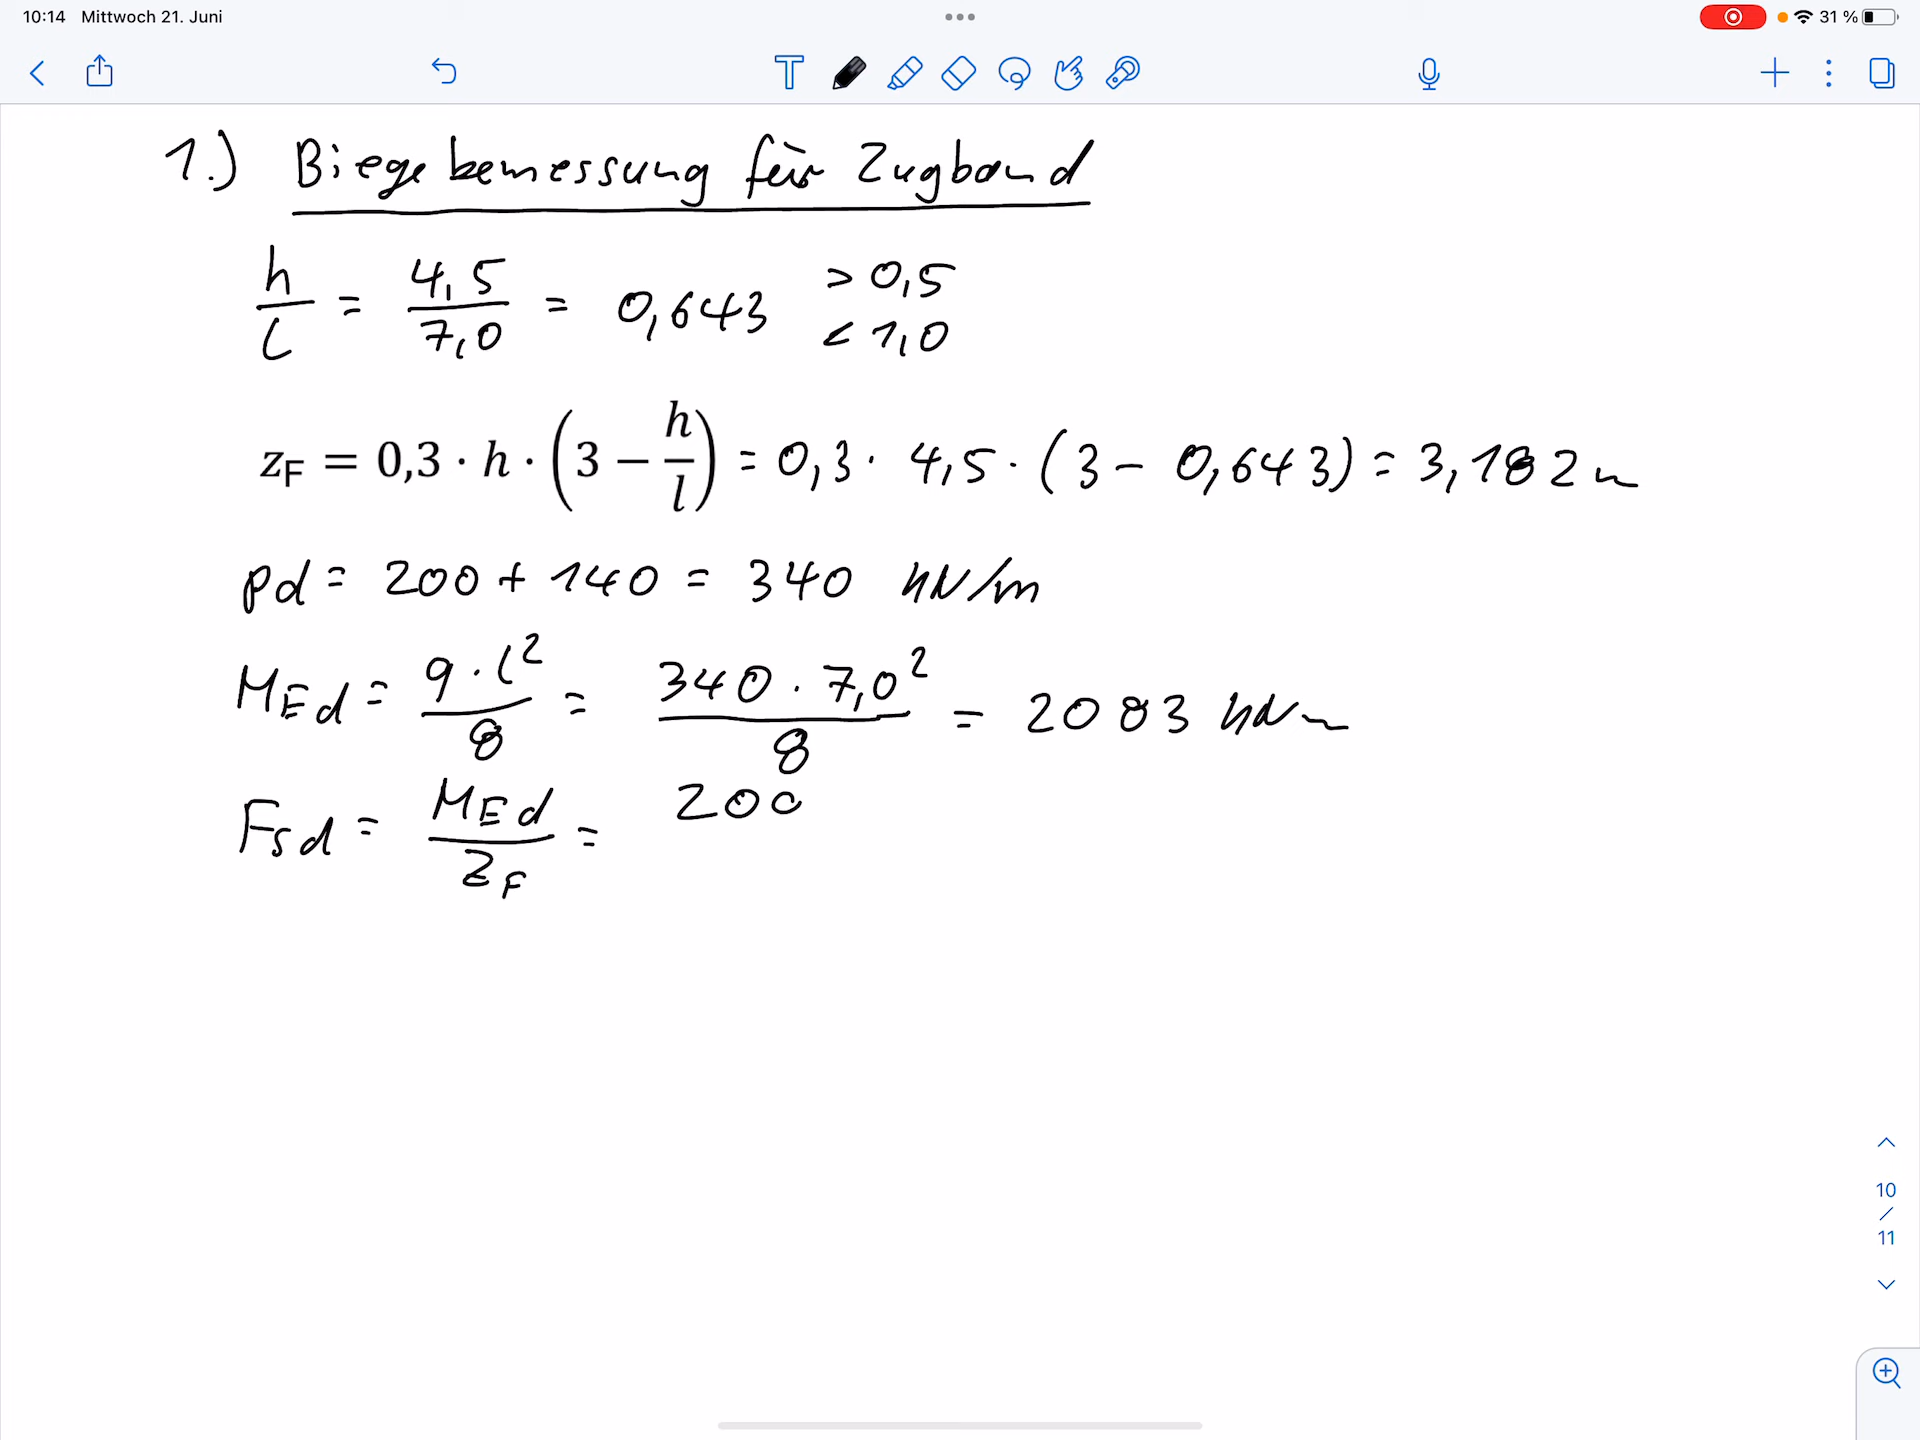 10:14 Mittwoch 21. Juni 31 %
1.) Biegebemessung für Zugband
h/l = 4,5/7,0 = 0,643 > 0,5 < 1,0
zF = 0,3 · h · (3 − h/l) = 0,3 · 4,5 · (3 − 0,643) = 3,182 m
pd = 200 + 140 = 340 kN/m
MEd = q · l²/8 = 340 · 7,0²/8 = 2083 kNm
Fsd = MEd/zF = 200
10
/
11